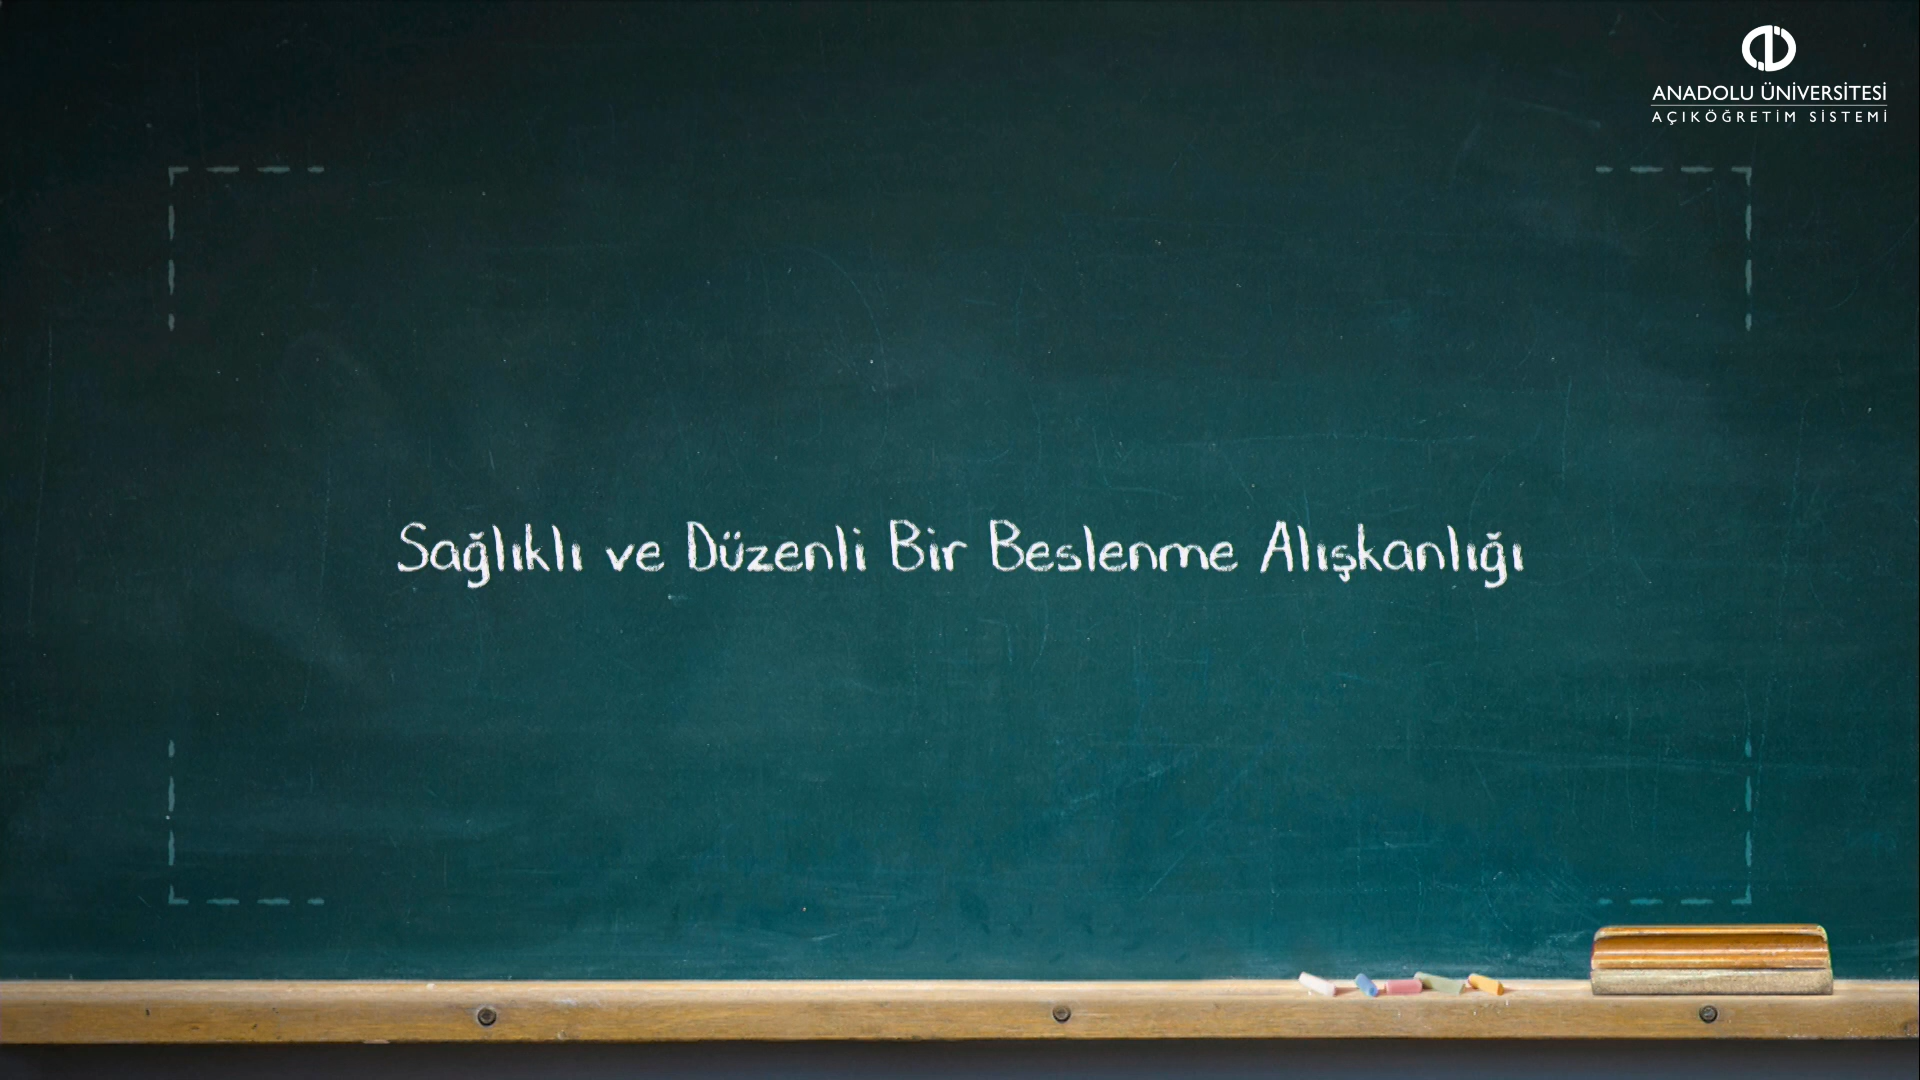 ANADOLU ÜNİVERSİTESİ
AÇIKÖĞRETİM SİSTEMİ
Sağlıklı ve Düzenli Bir Beslenme Alışkanlığı